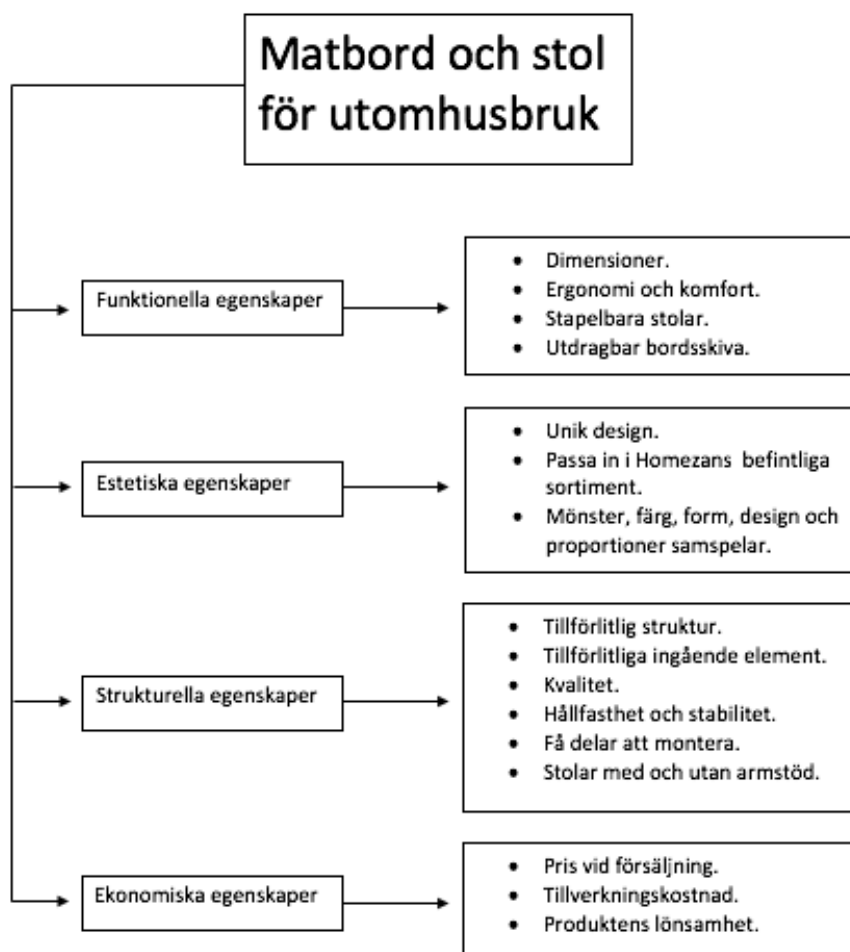 Matbord och stol
för utomhusbruk
Funktionella egenskaper
• Dimensioner.
• Ergonomi och komfort.
• Stapelbara stolar.
• Utdragbar bordsskiva.
Estetiska egenskaper
• Unik design.
• Passa in i Homezans befintliga
sortiment.
• Mönster, färg, form, design och
proportioner samspelar.
Strukturella egenskaper
• Tillförlitlig struktur.
• Tillförlitliga ingående element.
• Kvalitet.
• Hållfasthet och stabilitet.
• Få delar att montera.
• Stolar med och utan armstöd.
Ekonomiska egenskaper
• Pris vid försäljning.
• Tillverkningskostnad.
• Produktens lönsamhet.